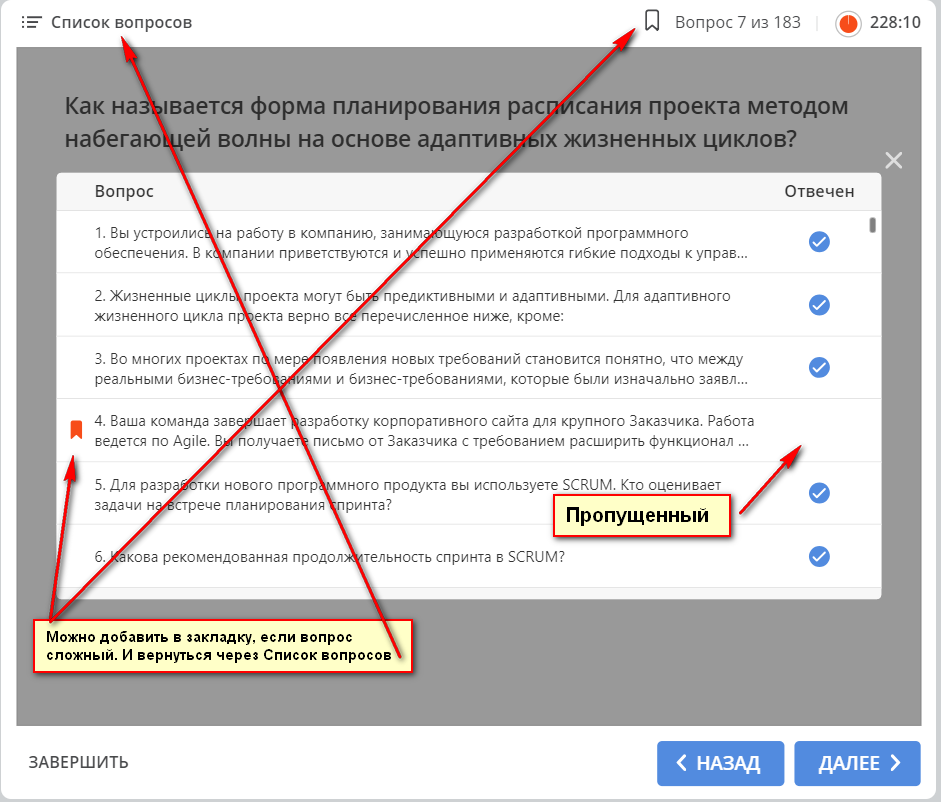 Список вопросов
Вопрос 7 из 183
228:10
Как называется форма планирования расписания проекта методом
набегающей волны на основе адаптивных жизненных циклов?
Вопрос
Отвечен
1. Вы устроились на работу в компанию, занимающуюся разработкой программного
обеспечения. В компании приветствуются и успешно применяются гибкие подходы к управ...
2. Жизненные циклы проекта могут быть предиктивными и адаптивными. Для адаптивного
жизненного цикла проекта верно все перечисленное ниже, кроме:
3. Во многих проектах по мере появления новых требований становится понятно, что между
реальными бизнес-требованиями и бизнес-требованиями, которые были изначально заявл...
4. Ваша команда завершает разработку корпоративного сайта для крупного Заказчика. Работа
ведется по Agile. Вы получаете письмо от Заказчика с требованием расширить функционал ...
5. Для разработки нового программного продукта вы используете SCRUM. Кто оценивает
задачи на встрече планирования спринта?
Пропущенный
6. Какова рекомендованная продолжительность спринта в SCRUM?
Можно добавить в закладку, если вопрос
сложный. И вернуться через Список вопросов
ЗАВЕРШИТЬ
НАЗАД
ДАЛЕЕ